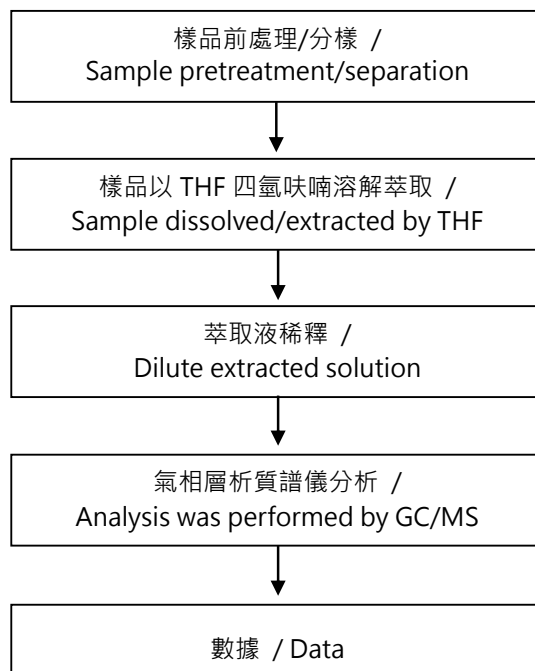 樣品前處理/分樣 /
Sample pretreatment/separation
樣品以 THF 四氫呋喃溶解萃取 /
Sample dissolved/extracted by THF
萃取液稀釋 /
Dilute extracted solution
氣相層析質譜儀分析 /
Analysis was performed by GC/MS
數據 / Data